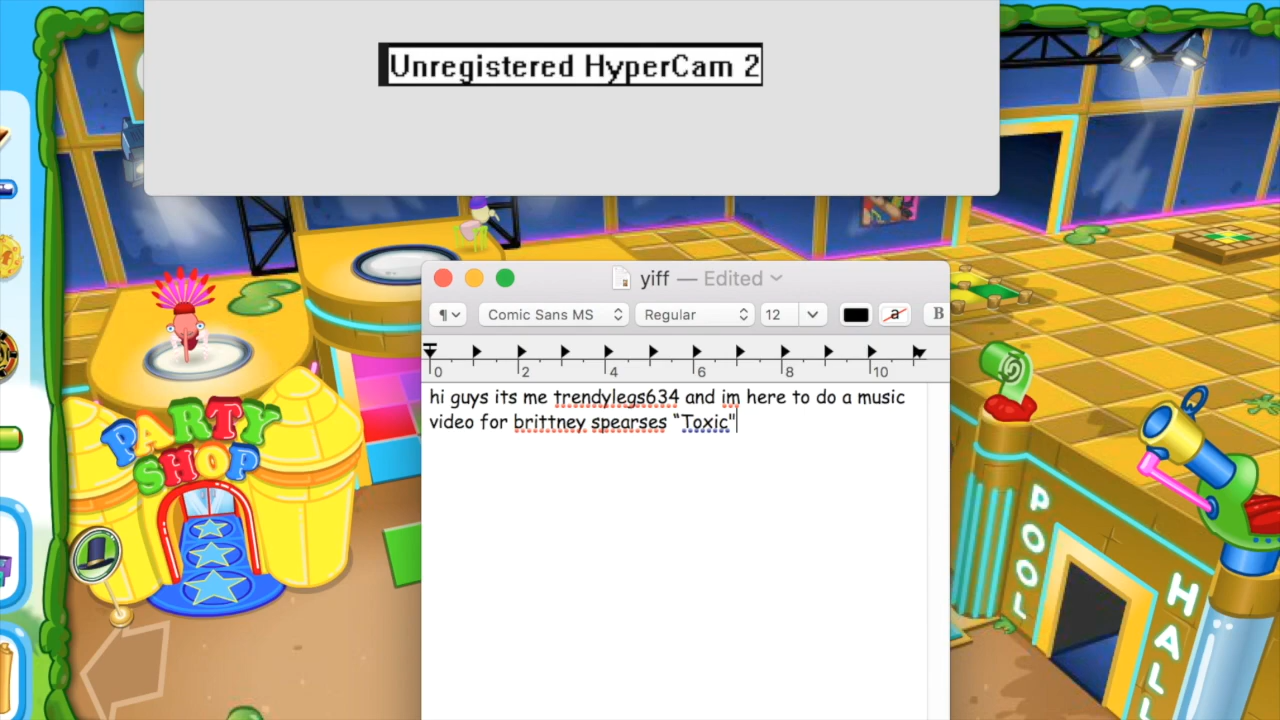 Unregistered HyperCam 2
yiff — Edited
¶ Comic Sans MS Regular 12 a B
0 2 4 6 8 10
hi guys its me trendylegs634 and im here to do a music
video for brittney spearses “Toxic"
PARTY
SHOP
POOL
HALL